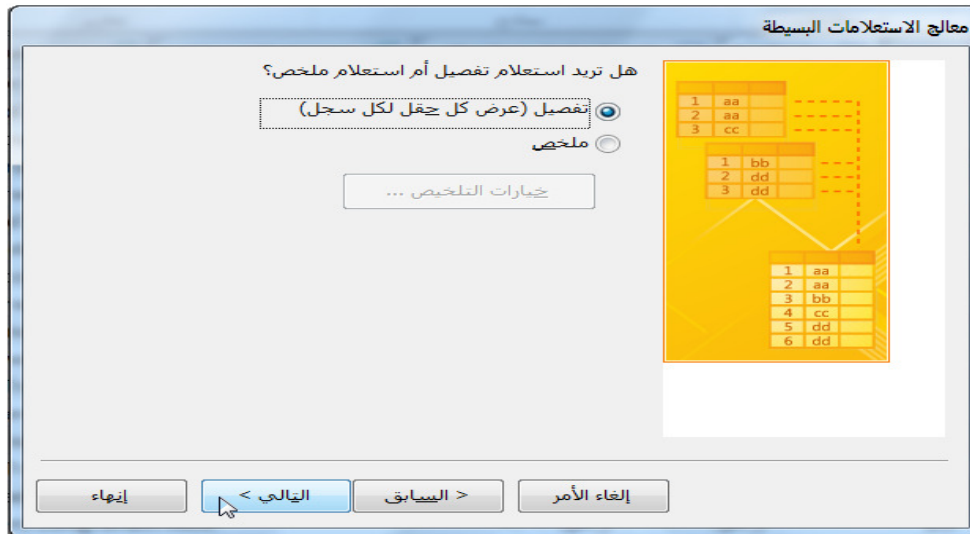 معالج الاستعلامات البسيطة
هل تريد استعلام تفصيل أم استعلام ملخص؟
تفصيل (عرض كل حقل لكل سجل)
ملخص
خيارات التلخيص ...
1 aa
2 aa
3 cc
1 bb
2 dd
3 dd
1 aa
2 aa
3 bb
4 cc
5 dd
6 dd
إلغاء الأمر
< السابق
التالي >
إنهاء